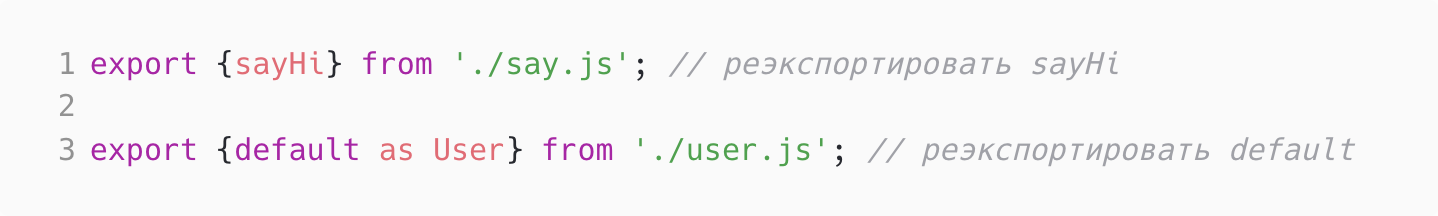 1 export {sayHi} from './say.js'; // реэкспортировать sayHi
2
3 export {default as User} from './user.js'; // реэкспортировать default